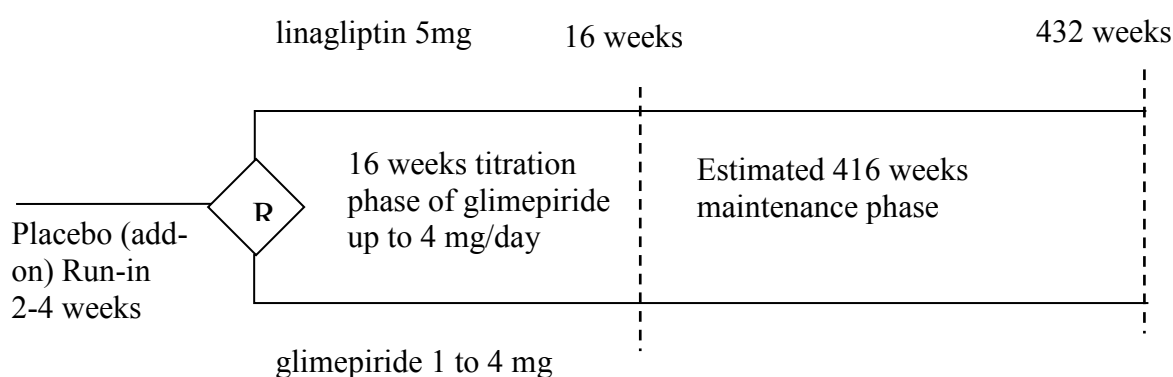 linagliptin 5mg
16 weeks
432 weeks
R
16 weeks titration
phase of glimepiride
up to 4 mg/day
Estimated 416 weeks
maintenance phase
Placebo (add-
on) Run-in
2-4 weeks
glimepiride 1 to 4 mg